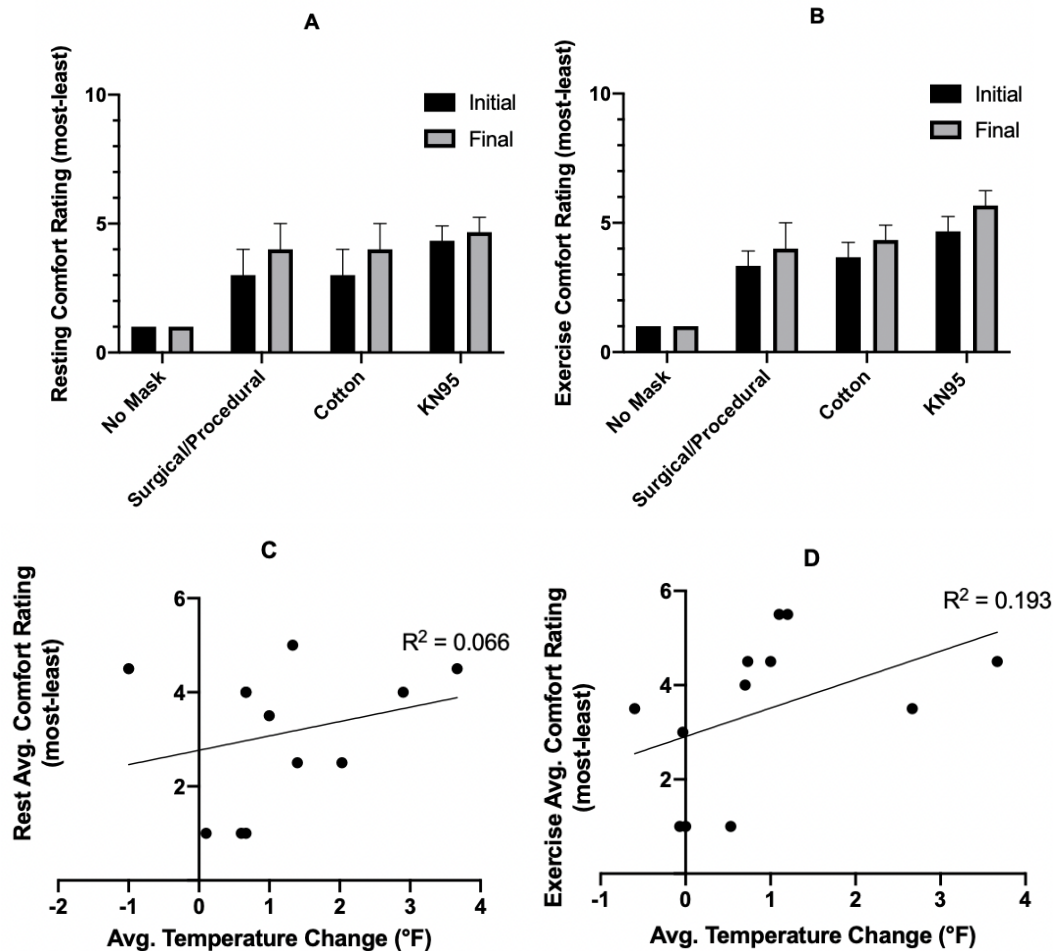 A
Resting Comfort Rating (most-least)
10
5
0
Initial
Final
No Mask
Surgical/Procedural
Cotton
KN95
B
Exercise Comfort Rating (most-least)
10
5
0
Initial
Final
No Mask
Surgical/Procedural
Cotton
KN95
C
Rest Avg. Comfort Rating
(most-least)
6
4
2
R² = 0.066
-2 -1 0 1 2 3 4
Avg. Temperature Change (°F)
D
Exercise Avg. Comfort Rating
(most-least)
6
4
2
R² = 0.193
-1 0 1 2 3 4
Avg. Temperature Change (°F)